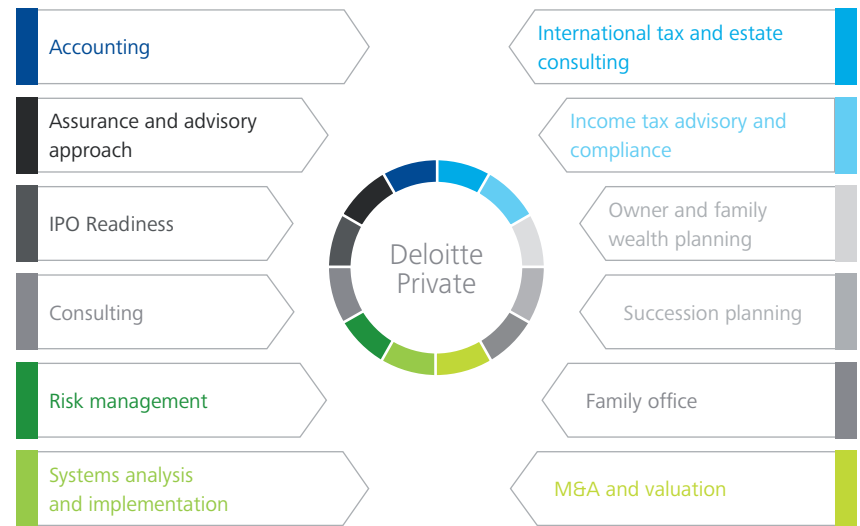 Accounting
Assurance and advisory
approach
IPO Readiness
Consulting
Risk management
Systems analysis
and implementation
Deloitte
Private
International tax and estate
consulting
Income tax advisory and
compliance
Owner and family
wealth planning
Succession planning
Family office
M&A and valuation